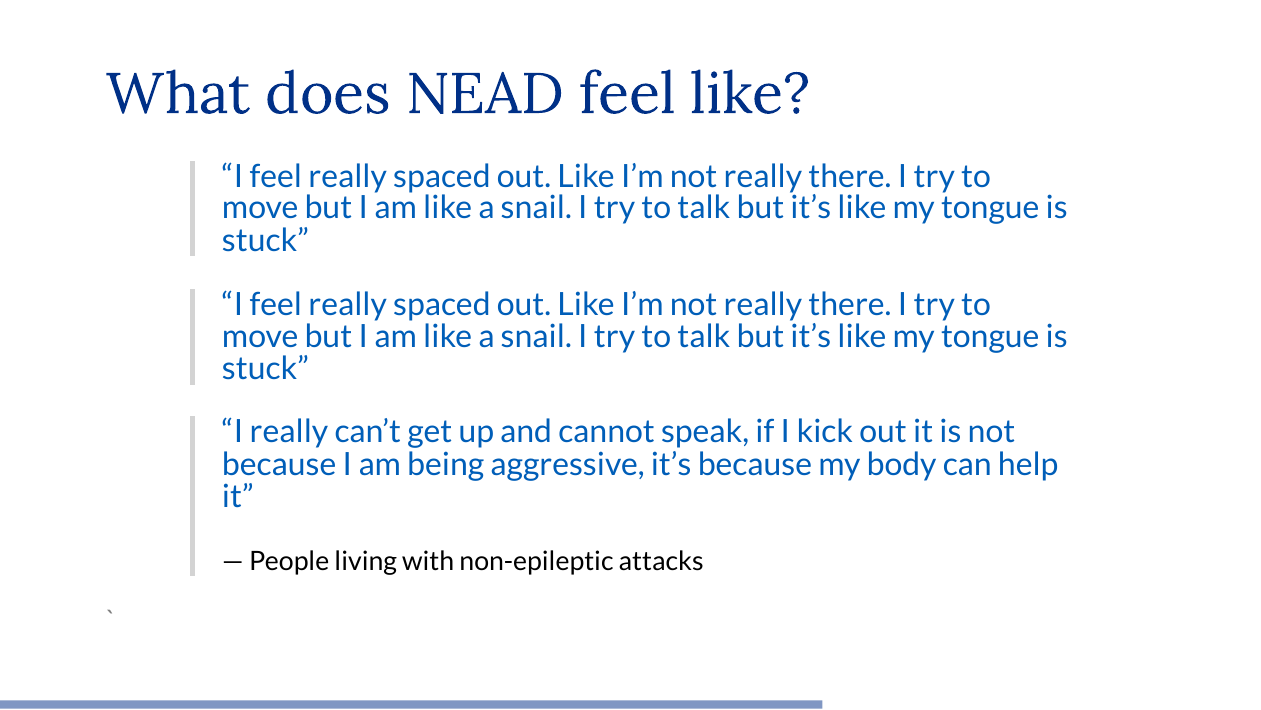 What does NEAD feel like?
“I feel really spaced out. Like I’m not really there. I try to
move but I am like a snail. I try to talk but it’s like my tongue is
stuck”
“I feel really spaced out. Like I’m not really there. I try to
move but I am like a snail. I try to talk but it’s like my tongue is
stuck”
“I really can’t get up and cannot speak, if I kick out it is not
because I am being aggressive, it’s because my body can help
it”
— People living with non-epileptic attacks
`